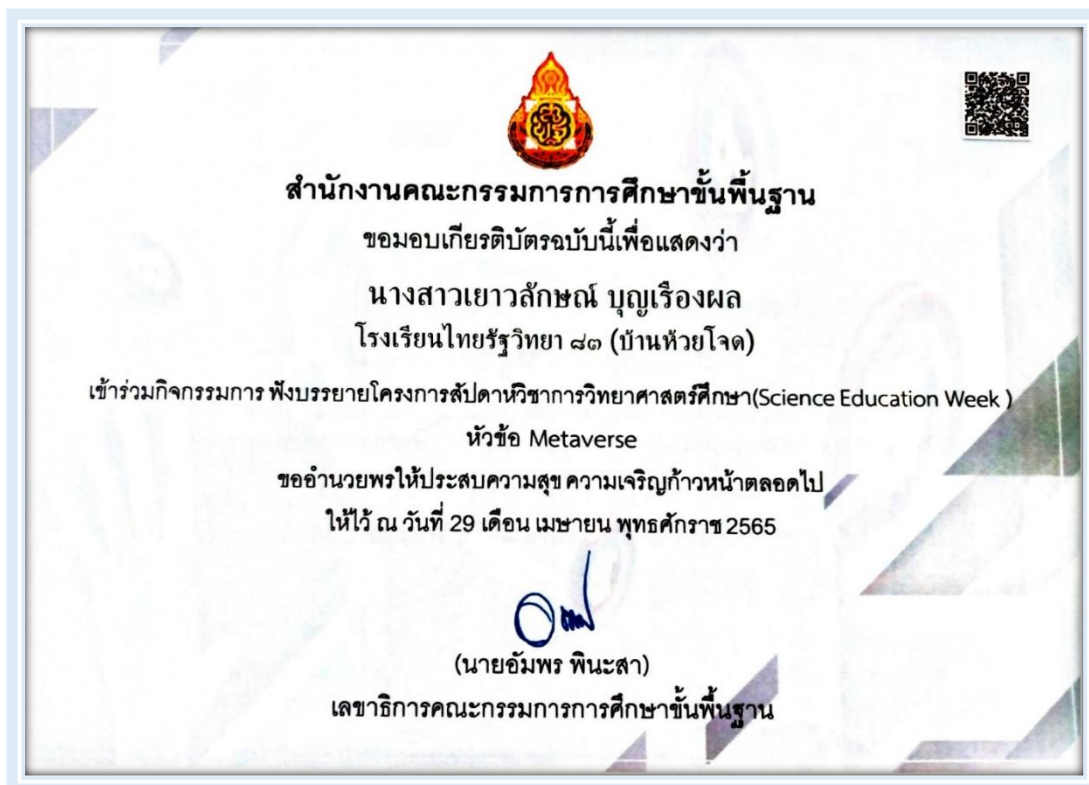 สำนักงานคณะกรรมการการศึกษาขั้นพื้นฐาน
ขอมอบเกียรติบัตรฉบับนี้เพื่อแสดงว่า
นางสาวเยาวลักษณ์ บุญเรืองผล
โรงเรียนไทยรัฐวิทยา ๘๓ (บ้านห้วยโจด)
เข้าร่วมกิจกรรมการ ฟังบรรยายโครงการสัปดาห์วิชาการวิทยาศาสตร์ศึกษา(Science Education Week )
หัวข้อ Metaverse
ขออำนวยพรให้ประสบความสุข ความเจริญก้าวหน้าตลอดไป
ให้ไว้ ณ วันที่ 29 เดือน เมษายน พุทธศักราช 2565
(นายอัมพร พินะสา)
เลขาธิการคณะกรรมการการศึกษาขั้นพื้นฐาน